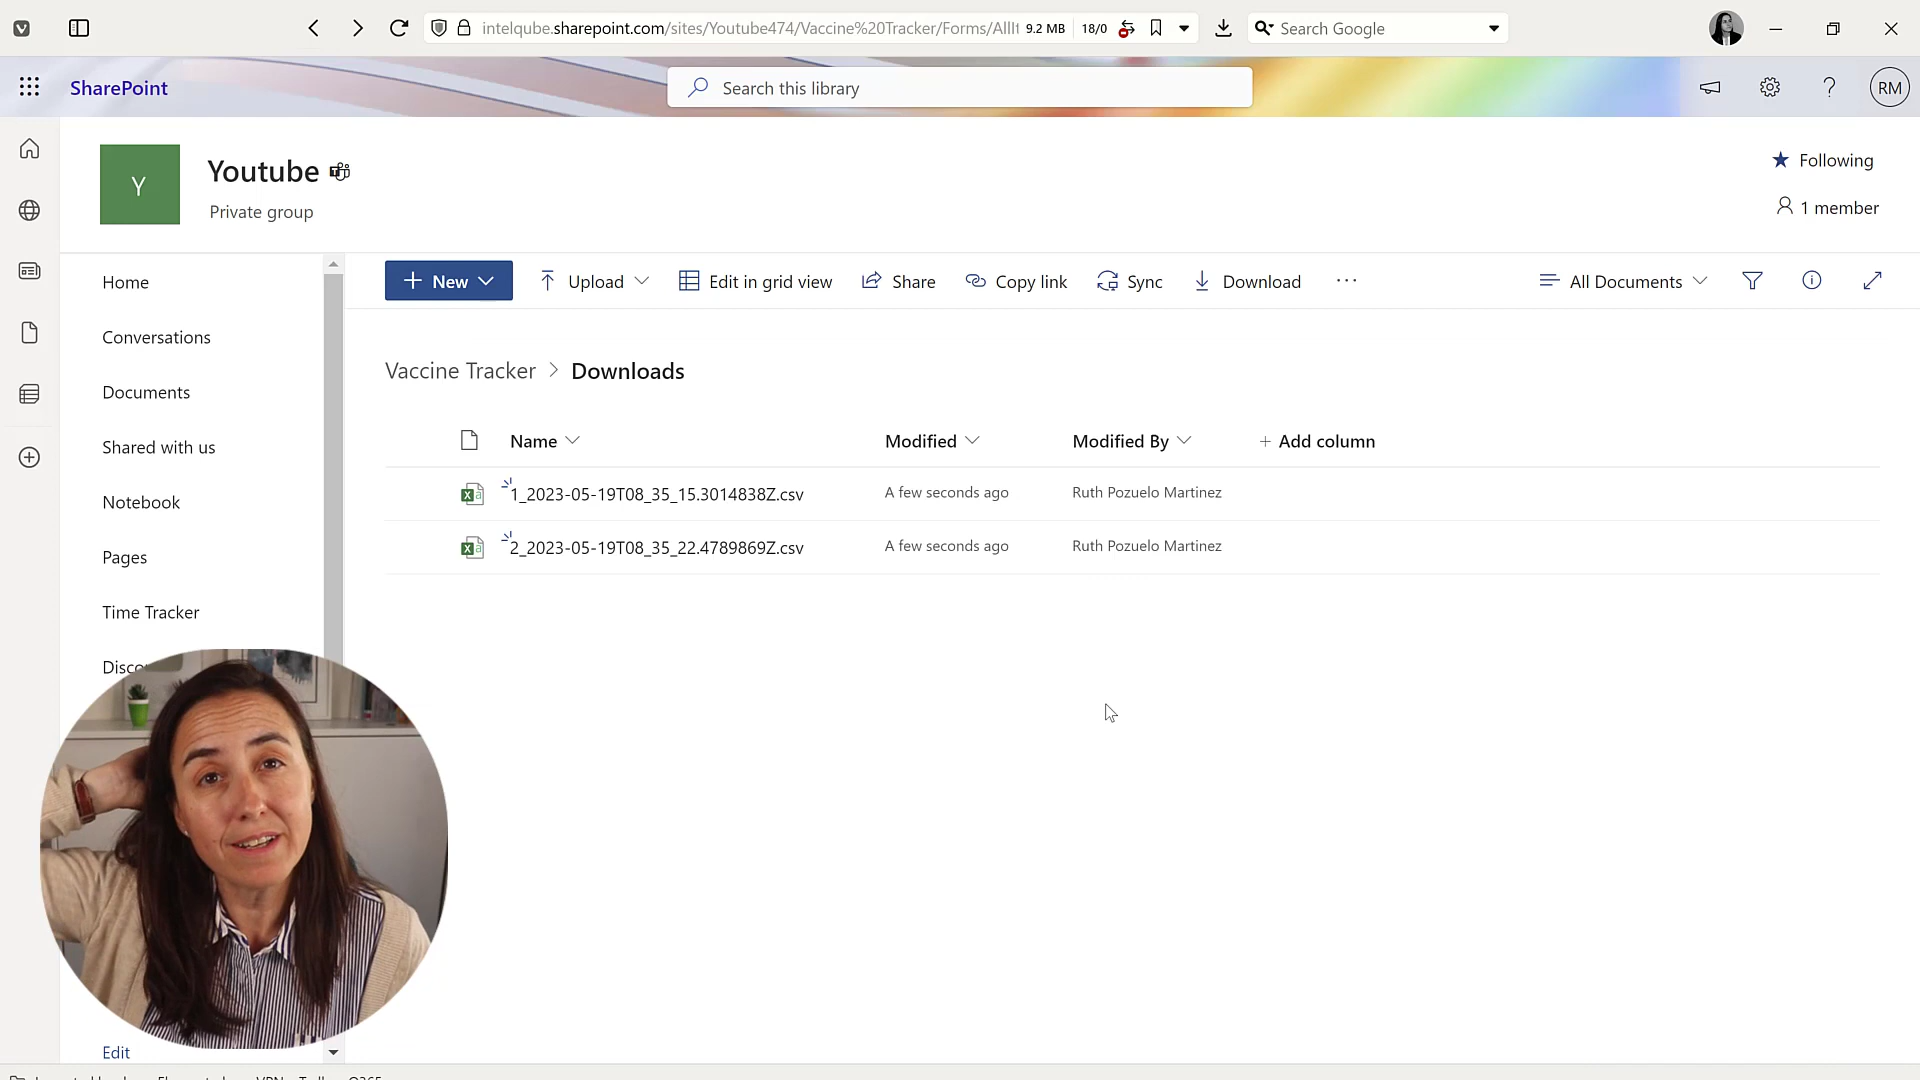 intelqube.sharepoint.com/sites/Youtube474/Vaccine%20Tracker/Forms/AllIt 9.2 MB 18/0 Search Google
SharePoint Search this library RM
Y Youtube Following
Private group 1 member
Home
Conversations
Documents
Shared with us
Notebook
Pages
Time Tracker
Edit
New Upload Edit in grid view Share Copy link Sync Download All Documents
Vaccine Tracker > Downloads
Name Modified Modified By + Add column
1_2023-05-19T08_35_15.3014838Z.csv A few seconds ago Ruth Pozuelo Martinez
2_2023-05-19T08_35_22.4789869Z.csv A few seconds ago Ruth Pozuelo Martinez